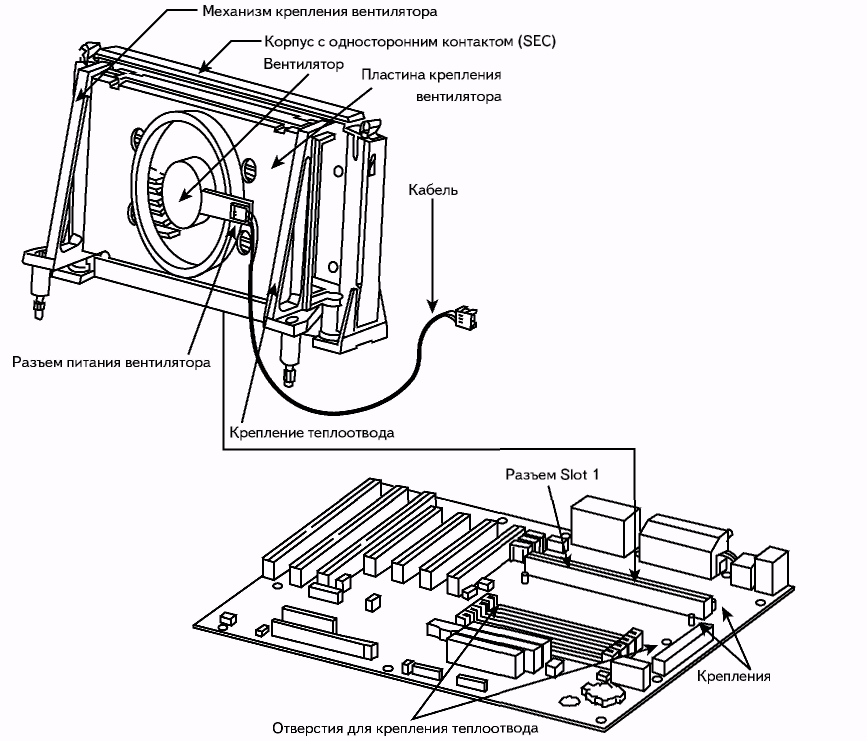 Механизм крепления вентилятора
Корпус с односторонним контактом (SEC)
Вентилятор
Пластина крепления
вентилятора
Кабель
Разъем питания вентилятора
Крепление теплоотвода
Разъем Slot 1
Крепления
Отверстия для крепления теплоотвода